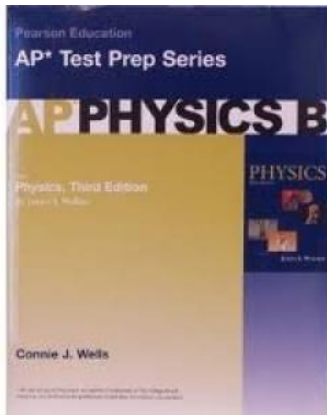 Pearson Education
AP* Test Prep Series
AP PHYSICS B
Physics, Third Edition
PHYSICS
Connie J. Wells